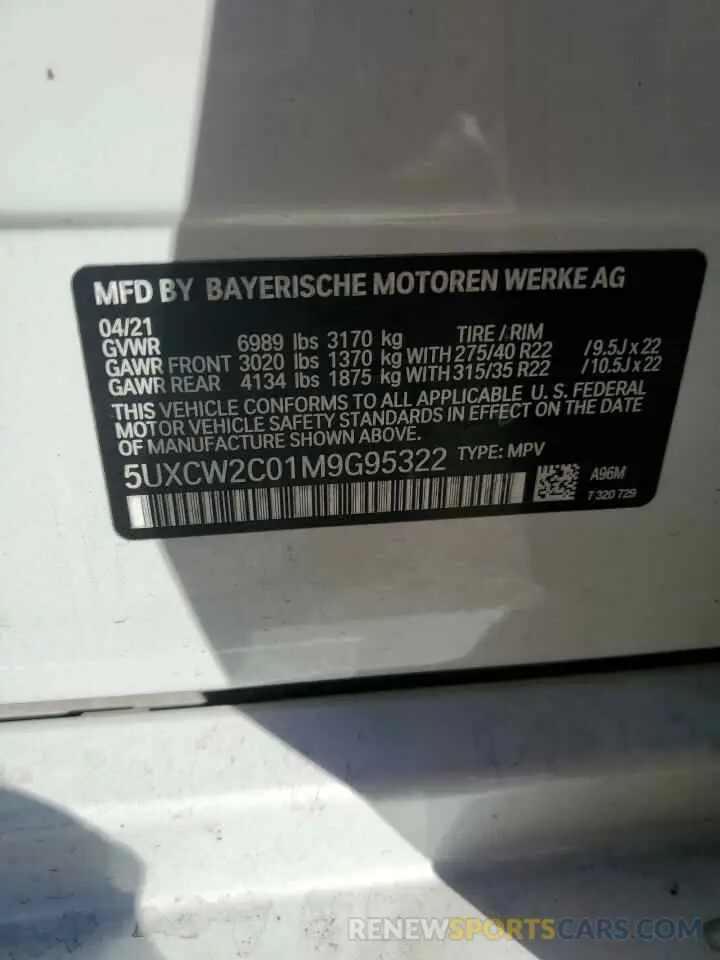 MFD BY BAYERISCHE MOTOREN WERKE AG
04/21
GVWR 6989 lbs 3170 kg TIRE / RIM
GAWR FRONT 3020 lbs 1370 kg WITH 275/40 R22 / 9.5J x 22
GAWR REAR 4134 lbs 1875 kg WITH 315/35 R22 / 10.5J x 22
THIS VEHICLE CONFORMS TO ALL APPLICABLE U. S. FEDERAL
MOTOR VEHICLE SAFETY STANDARDS IN EFFECT ON THE DATE
OF MANUFACTURE SHOWN ABOVE.
5UXCW2C01M9G95322 TYPE: MPV
A96M
7 320 729
RENEWSPORTSCARS.COM